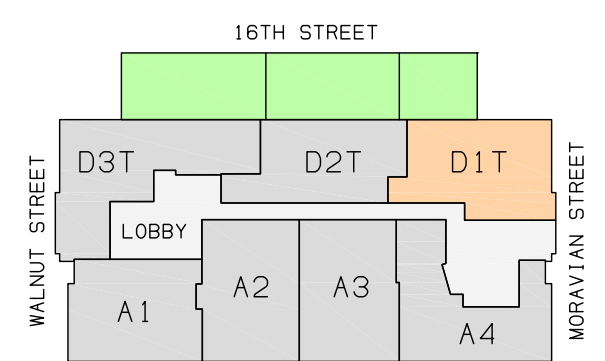 16TH STREET
D3T
D2T
D1T
WALNUT STREET
MORAVIAN STREET
LOBBY
A1
A2
A3
A4